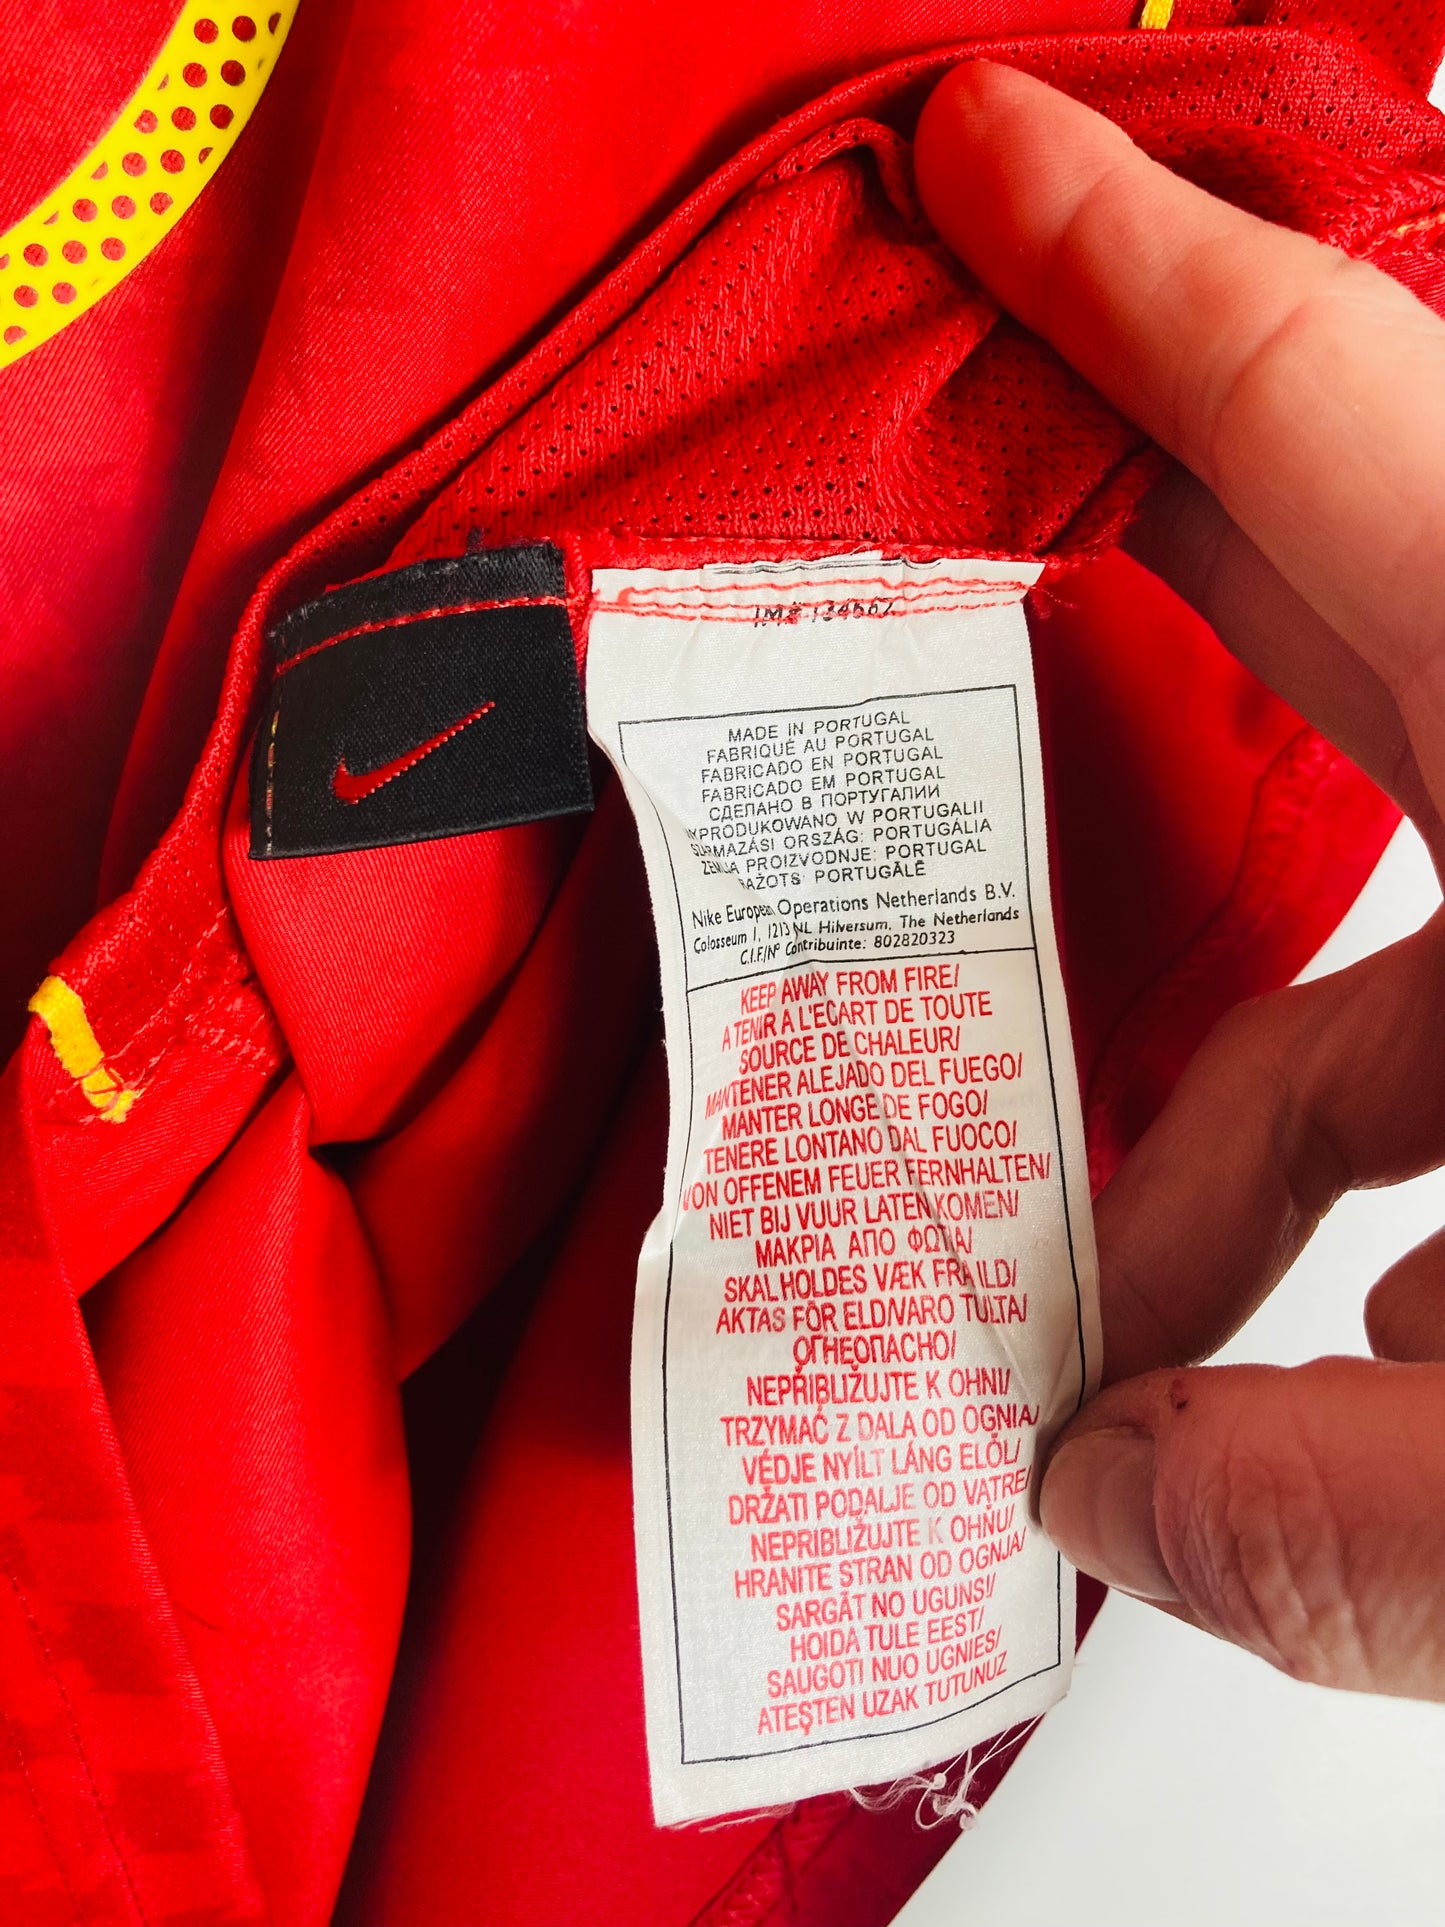 IM# 134667
MADE IN PORTUGAL
FABRIQUÉ AU PORTUGAL
FABRICADO EN PORTUGAL
FABRICADO EM PORTUGAL
СДЕЛАНО В ПОРТУГАЛИИ
WYPRODUKOWANO W PORTUGALII
SZÁRMAZÁSI ORSZÁG: PORTUGÁLIA
ZEMLJA PROIZVODNJE: PORTUGAL
RAŽOTS PORTUGĀLĒ
Nike European Operations Netherlands B.V.
Colosseum 1, 1213 NL Hilversum, The Netherlands
C.I.F/Nº Contribuinte: 802820323
KEEP AWAY FROM FIRE/
A TENIR A L'ECART DE TOUTE
SOURCE DE CHALEUR/
MANTENER ALEJADO DEL FUEGO/
MANTER LONGE DE FOGO/
TENERE LONTANO DAL FUOCO/
VON OFFENEM FEUER FERNHALTEN/
NIET BIJ VUUR LATEN KOMEN/
ΜΑΚΡΙΑ ΑΠΟ ΦΩΤΙΑ/
SKAL HOLDES VÆK FRA ILD/
AKTAS FÖR ELD/VARO TULTA/
ОГНЕОПАСНО/
NEPŘIBLIŽUJTE K OHNI/
TRZYMAĆ Z DALA OD OGNIA/
VÉDJE NYÍLT LÁNG ELŐL/
DRŽATI PODALJE OD VATRE/
NEPRIBLIŽUJTE K OHŇU/
HRANITE STRAN OD OGNJA/
SARGĀT NO UGUNS!/
HOIDA TULE EEST/
SAUGOTI NUO UGNIES/
ATEŞTEN UZAK TUTUNUZ